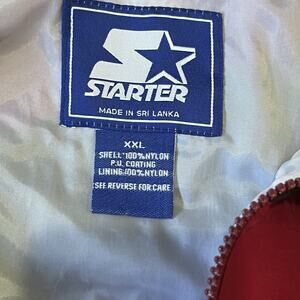 STARTER
MADE IN SRI LANKA
XXL
SHELL:100%NYLON
P.U. COATING
LINING:100%NYLON
SEE REVERSE FOR CARE